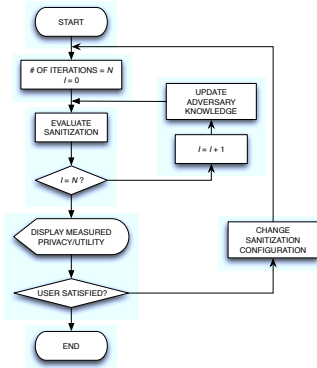 START
# OF ITERATIONS = N
I = 0
EVALUATE
SANITIZATION
I = N ?
UPDATE
ADVERSARY
KNOWLEDGE
I = I + 1
DISPLAY MEASURED
PRIVACY/UTILITY
CHANGE
SANITIZATION
CONFIGURATION
USER SATISFIED?
END